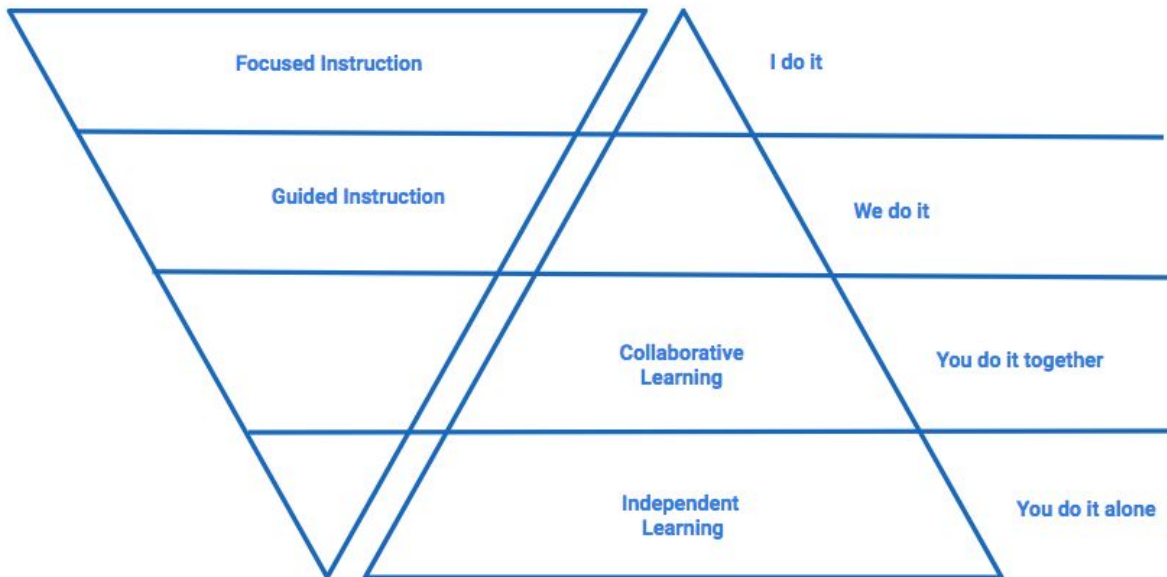 Focused Instruction
I do it
Guided Instruction
We do it
Collaborative
Learning
You do it together
Independent
Learning
You do it alone